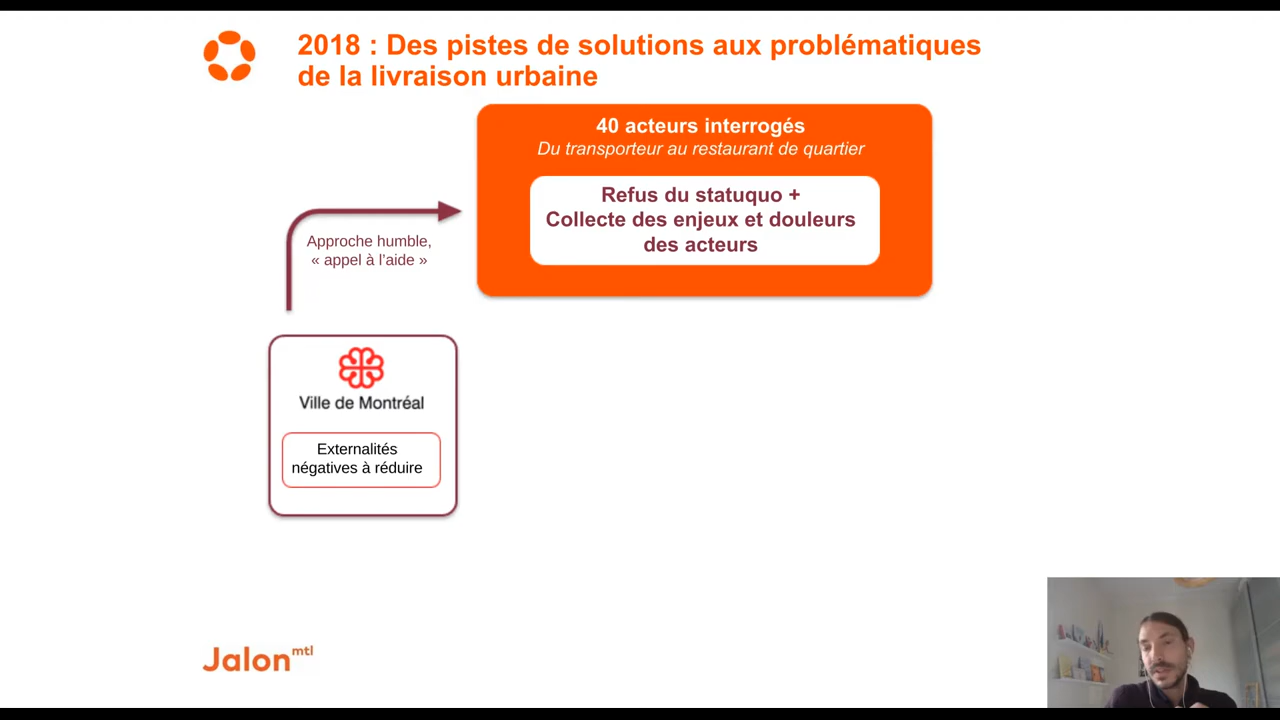 2018 : Des pistes de solutions aux problématiques
de la livraison urbaine
40 acteurs interrogés
Du transporteur au restaurant de quartier
Refus du statuquo +
Collecte des enjeux et douleurs
des acteurs
Approche humble,
« appel à l’aide »
Ville de Montréal
Externalités
négatives à réduire
Jalon mtl